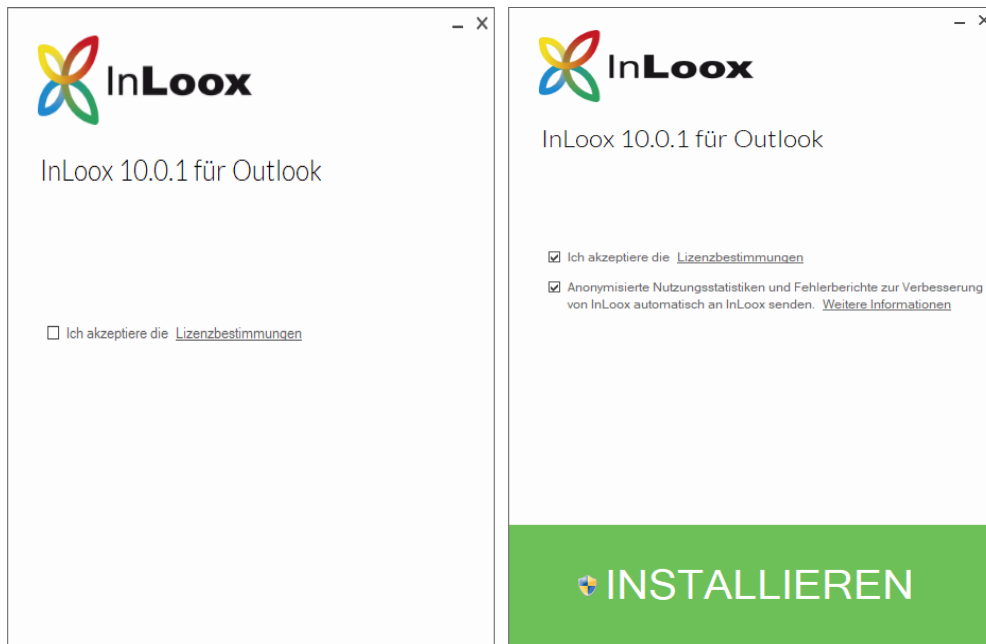 InLoox
InLoox 10.0.1 für Outlook
Ich akzeptiere die Lizenzbestimmungen
InLoox
InLoox 10.0.1 für Outlook
Ich akzeptiere die Lizenzbestimmungen
Anonymisierte Nutzungsstatistiken und Fehlerberichte zur Verbesserung
von InLoox automatisch an InLoox senden. Weitere Informationen
INSTALLIEREN